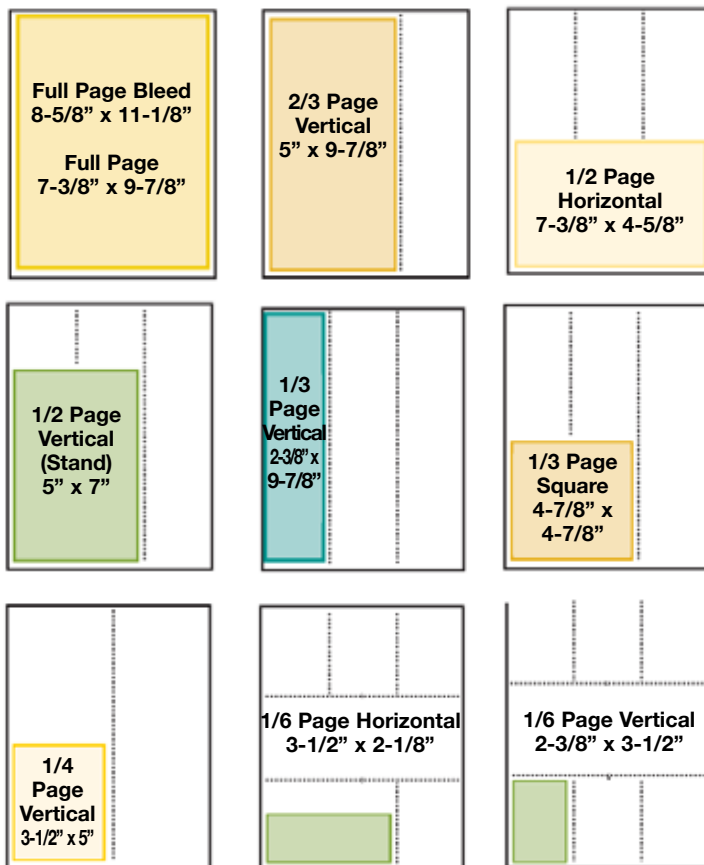 Full Page Bleed
8-5/8” x 11-1/8”
Full Page
7-3/8” x 9-7/8”
2/3 Page
Vertical
5” x 9-7/8”
1/2 Page
Horizontal
7-3/8” x 4-5/8”
1/2 Page
Vertical
(Stand)
5” x 7”
1/3
Page
Vertical
2-3/8” x
9-7/8”
1/3 Page
Square
4-7/8” x
4-7/8”
1/4
Page
Vertical
3-1/2” x 5”
1/6 Page Horizontal
3-1/2” x 2-1/8”
1/6 Page Vertical
2-3/8” x 3-1/2”